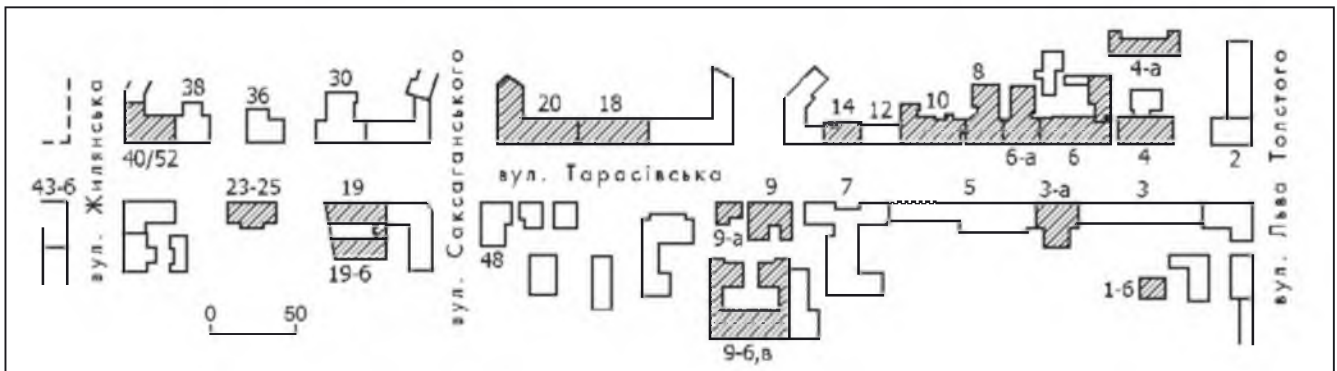 4-а
38
36
30
20
18
14
12
10
8
6-а
6
4
2
40/52
вул. Жилянська
вул. Саксаганського
вул. Тарасівська
вул. Льва Толстого
43-б
23-25
19
19-б
48
9
9-а
9-б,в
7
5
3-а
3
1-б
0
50